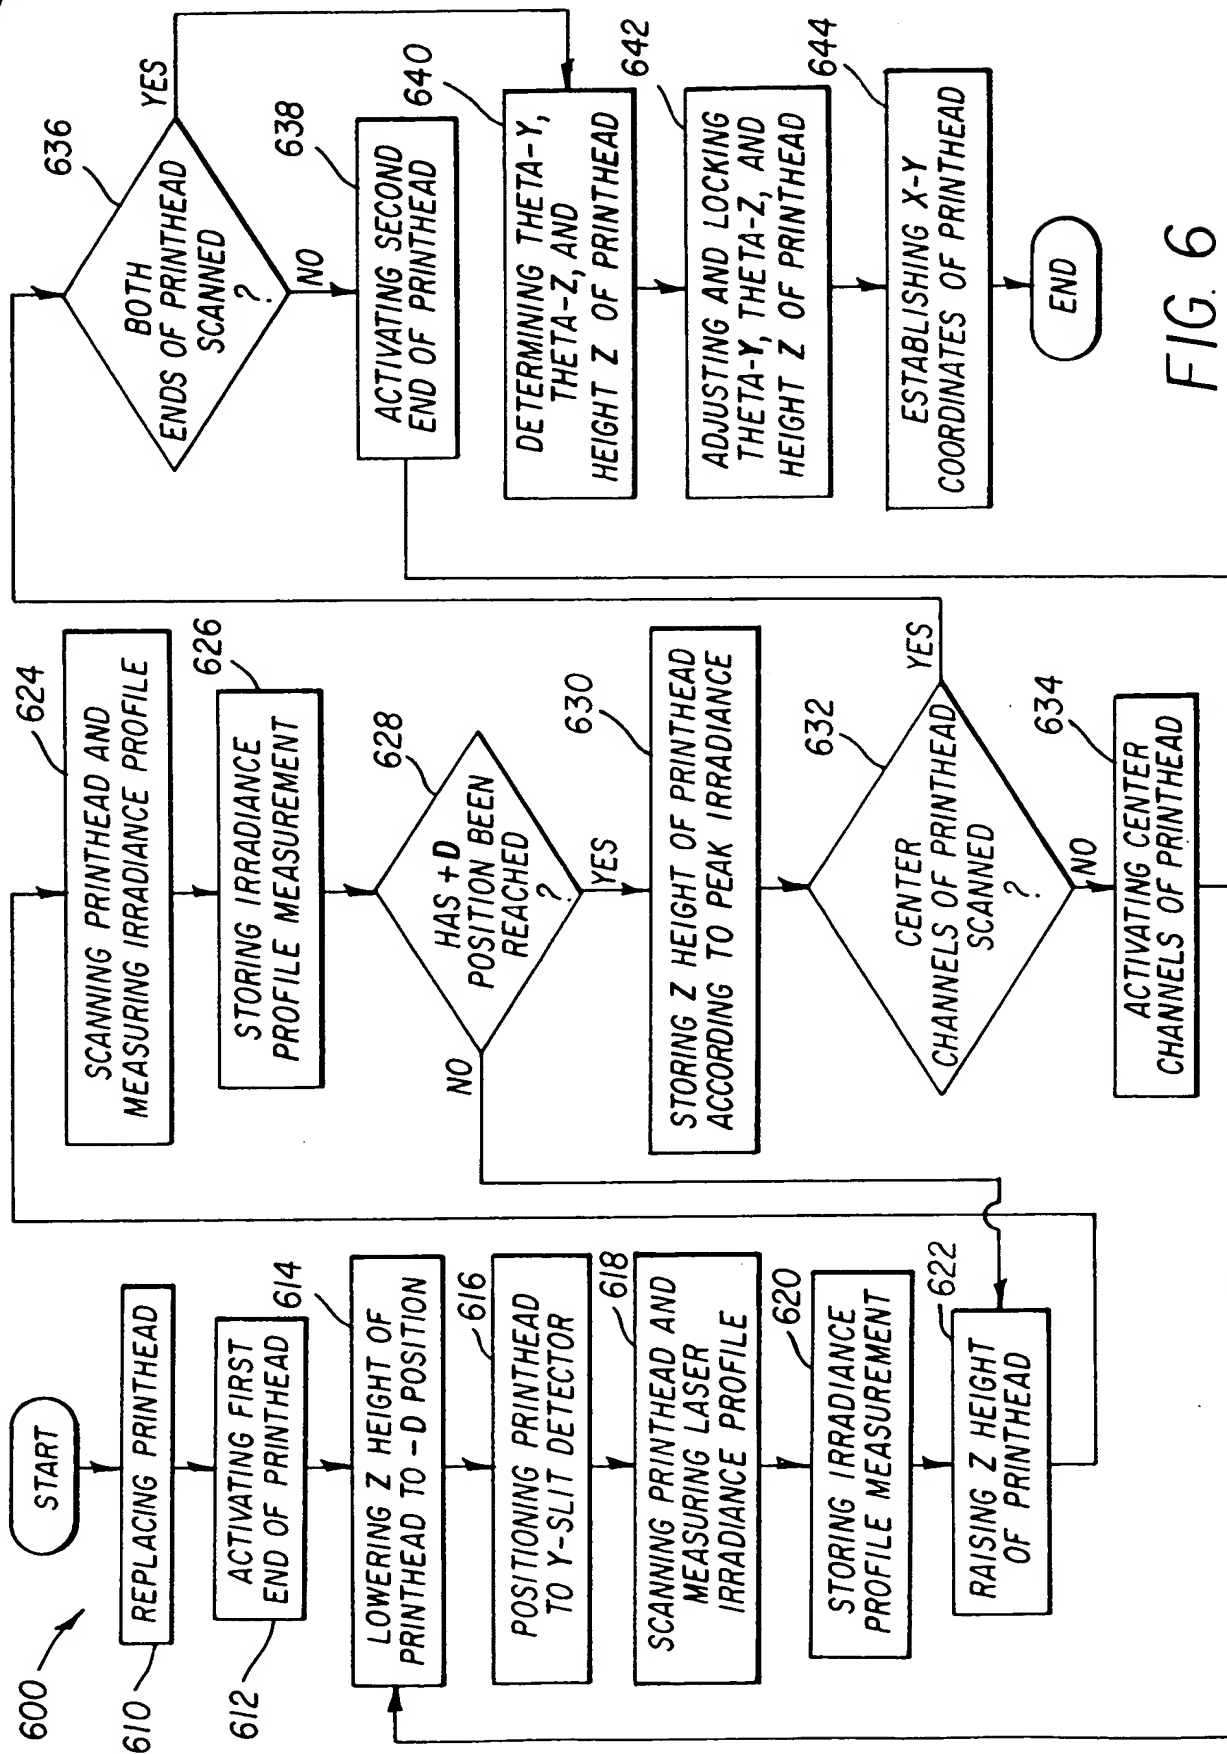 600
START
610
REPLACING PRINTHEAD
612
ACTIVATING FIRST
END OF PRINTHEAD
614
LOWERING Z HEIGHT OF
PRINTHEAD TO -D POSITION
616
POSITIONING PRINTHEAD
TO Y-SLIT DETECTOR
618
SCANNING PRINTHEAD AND
MEASURING LASER
IRRADIANCE PROFILE
620
STORING IRRADIANCE
PROFILE MEASUREMENT
622
RAISING Z HEIGHT
OF PRINTHEAD
624
SCANNING PRINTHEAD AND
MEASURING IRRADIANCE PROFILE
626
STORING IRRADIANCE
PROFILE MEASUREMENT
628
HAS +D
POSITION BEEN
REACHED
?
NO
YES
630
STORING Z HEIGHT OF PRINTHEAD
ACCORDING TO PEAK IRRADIANCE
632
CENTER
CHANNELS OF PRINTHEAD
SCANNED
?
YES
NO
634
ACTIVATING CENTER
CHANNELS OF PRINTHEAD
636
BOTH
ENDS OF PRINTHEAD
SCANNED
?
YES
NO
638
ACTIVATING SECOND
END OF PRINTHEAD
640
DETERMINING THETA-Y,
THETA-Z, AND
HEIGHT Z OF PRINTHEAD
642
ADJUSTING AND LOCKING
THETA-Y, THETA-Z, AND
HEIGHT Z OF PRINTHEAD
644
ESTABLISHING X-Y
COORDINATES OF PRINTHEAD
END
FIG. 6